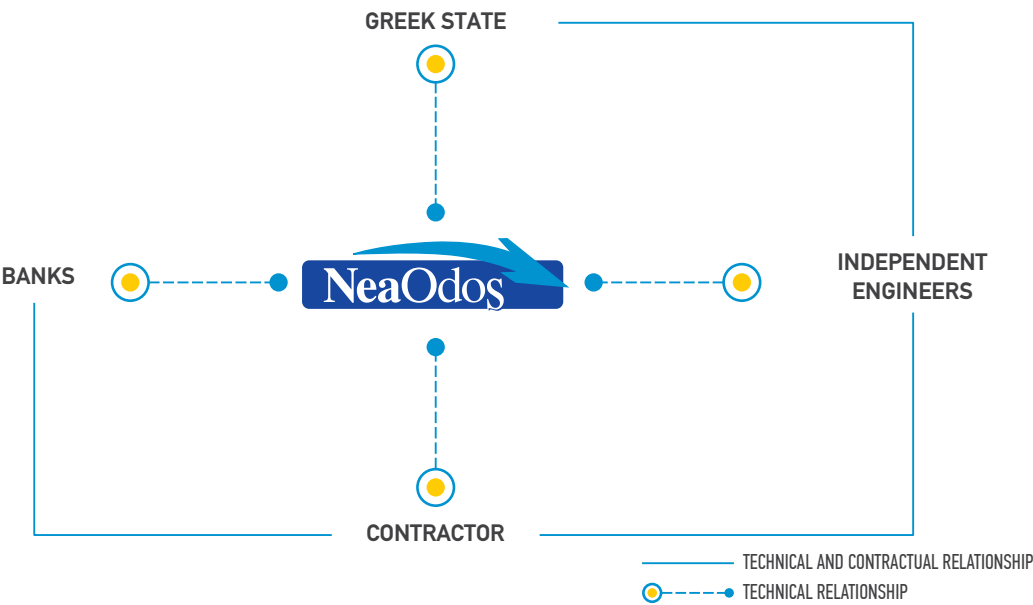 GREEK STATE
BANKS
NeaOdos
INDEPENDENT
ENGINEERS
CONTRACTOR
TECHNICAL AND CONTRACTUAL RELATIONSHIP
TECHNICAL RELATIONSHIP